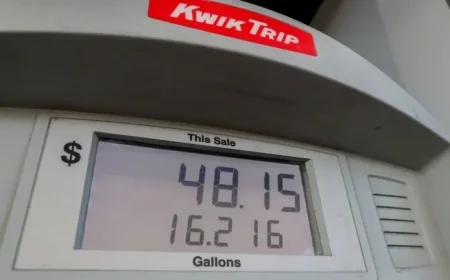 KWIK TRIP
This Sale
$ 48.15
16.216
Gallons